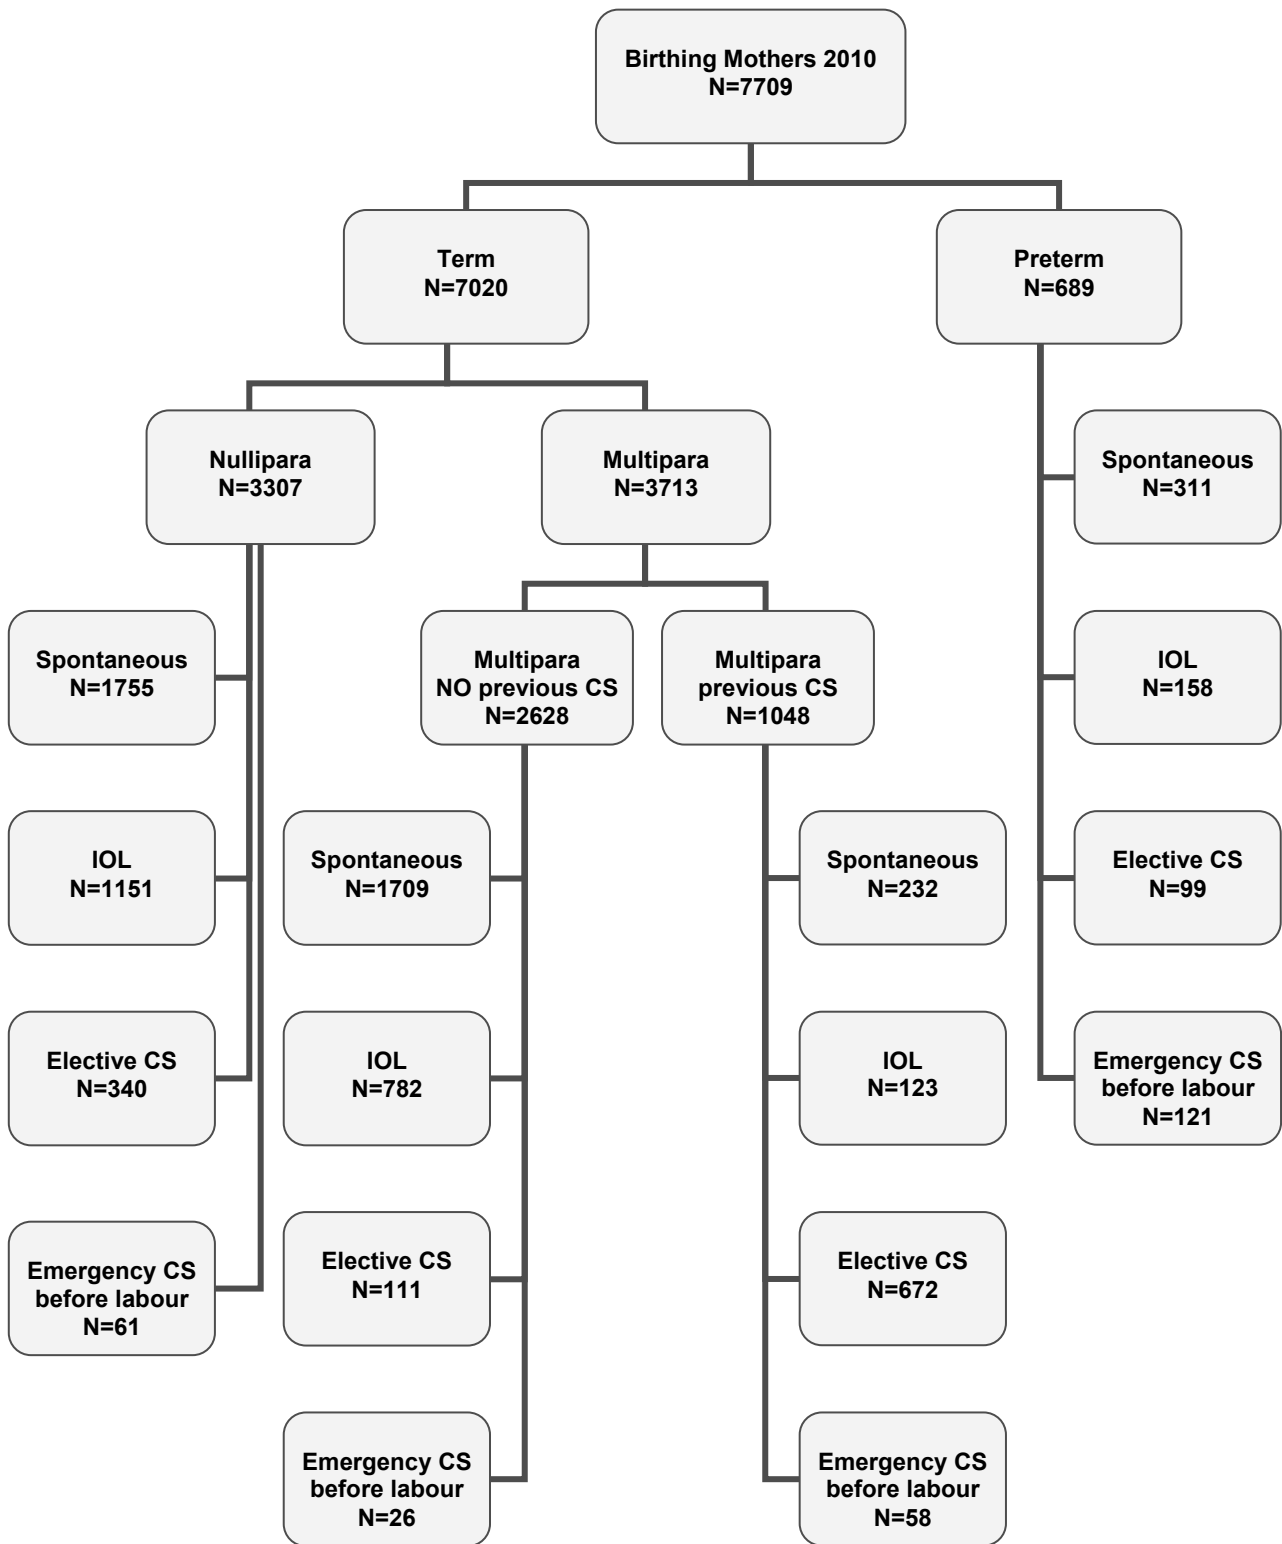 Birthing Mothers 2010
N=7709
Term
N=7020
Preterm
N=689
Nullipara
N=3307
Multipara
N=3713
Spontaneous
N=311
Spontaneous
N=1755
Multipara
NO previous CS
N=2628
Multipara
previous CS
N=1048
IOL
N=158
IOL
N=1151
Spontaneous
N=1709
Spontaneous
N=232
Elective CS
N=99
Elective CS
N=340
IOL
N=782
IOL
N=123
Emergency CS
before labour
N=121
Emergency CS
before labour
N=61
Elective CS
N=111
Elective CS
N=672
Emergency CS
before labour
N=26
Emergency CS
before labour
N=58